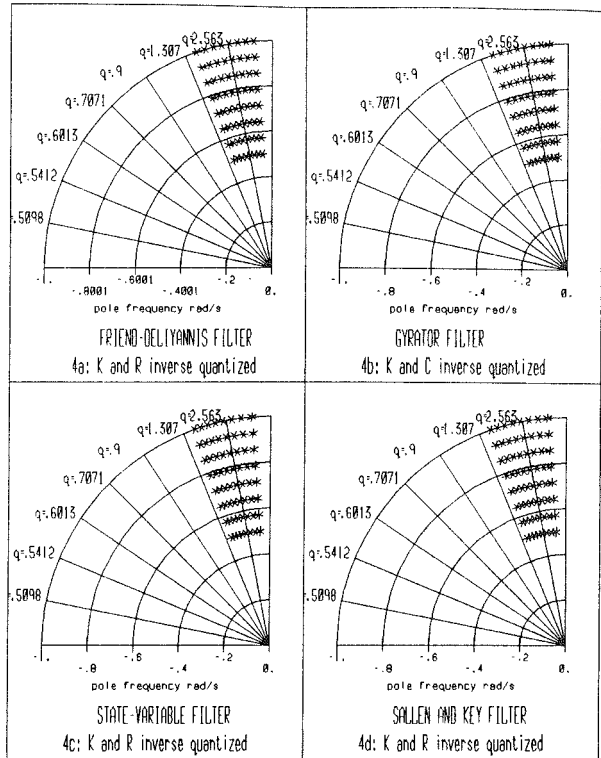 q=2.563
q=1.307
q=.9
q=.7071
q=.6013
q=.5412
=.5098
-. -.8001 -.6001 -.4001 -.2 0.
pole frequency rad/s
FRIEND-DELIYANNIS FILTER
4a: K and R inverse quantized
q=2.563
q=1.307
q=.9
q=.7071
q=.6013
q=.5412
=.5098
-. -.8 -.6 -.4 -.2 0.
pole frequency rad/s
GYRATOR FILTER
4b: K and C inverse quantized
q=2.563
q=1.307
q=.9
q=.7071
q=.6013
q=.5412
.5098
-. -.8 -.6 -.4 -.2 0.
pole frequency rad/s
STATE-VARIABLE FILTER
4c: K and R inverse quantized
q=2.563
q=1.307
q=.9
q=.7071
q=.6013
q=.5412
=.5098
-. -.8 -.6 -.4 -.2 0.
pole frequency rad/s
SALLEN AND KEY FILTER
4d: K and R inverse quantized